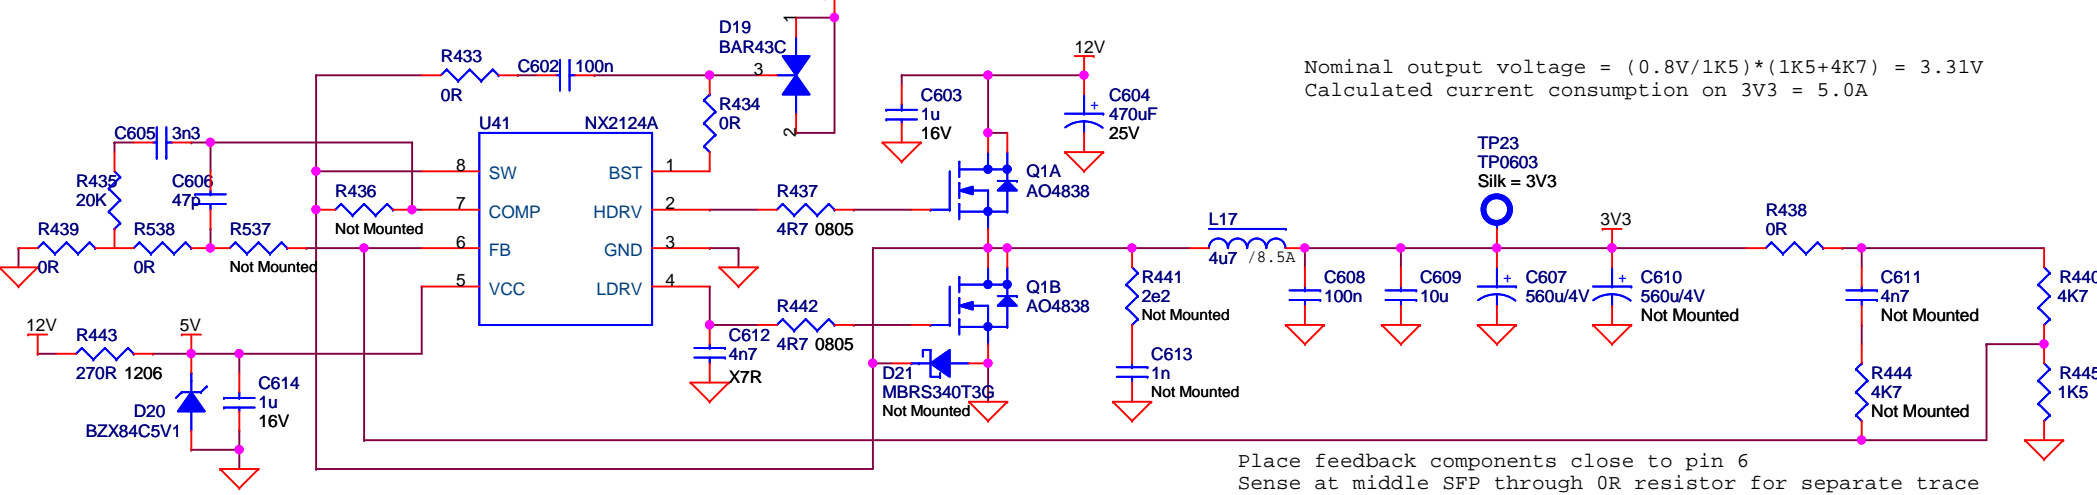 D19
BAR43C
1
3
2
R433
0R
C602 100n
R434
0R
12V
C603
1u
16V
C604
470uF
25V
Nominal output voltage = (0.8V/1K5)*(1K5+4K7) = 3.31V
Calculated current consumption on 3V3 = 5.0A
C605 3n3
R435
20K
C606
47p
R439
0R
R538
0R
R537
Not Mounted
R436
Not Mounted
U41 NX2124A
8 SW BST 1
7 COMP HDRV 2
6 FB GND 3
5 VCC LDRV 4
R437
4R7 0805
Q1A
AO4838
R442
4R7 0805
C612
4n7
X7R
Q1B
AO4838
D21
MBRS340T3G
Not Mounted
12V
R443
270R 1206
5V
D20
BZX84C5V1
C614
1u
16V
R441
2e2
Not Mounted
C613
1n
Not Mounted
L17
4u7 /8.5A
C608
100n
C609
10u
TP23
TP0603
Silk = 3V3
C607
560u/4V
3V3
C610
560u/4V
Not Mounted
R438
0R
C611
4n7
Not Mounted
R444
4K7
Not Mounted
R440
4K7
R445
1K5
Place feedback components close to pin 6
Sense at middle SFP through 0R resistor for separate trace